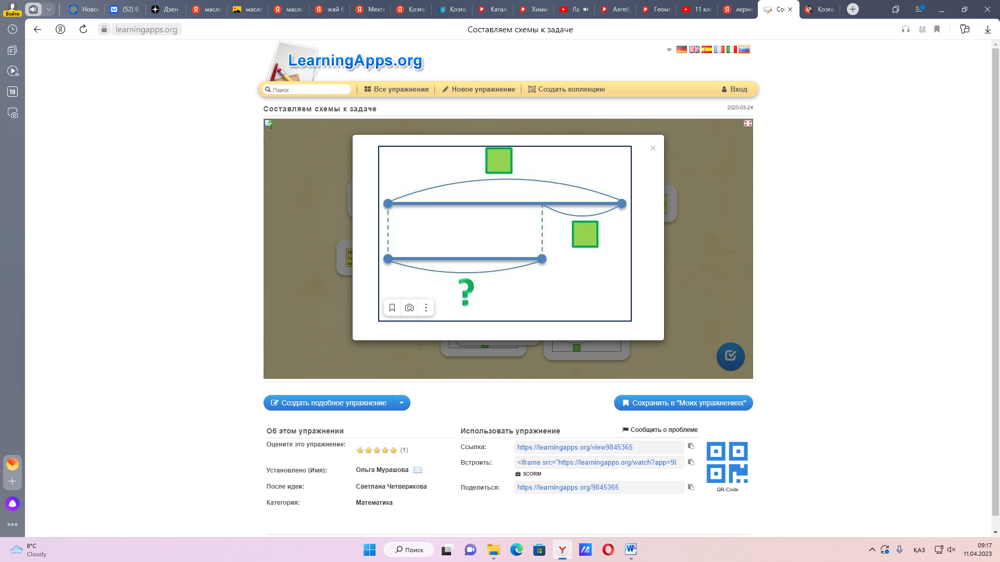 Войти
Новос
(52) В
Дзен
масло
масло
масло
жай б
Мекте
Қозға
Қозға
Катал
Хими
Ла
Алгеб
Геоме
11 кла
лерни
Сос
Қозға
19
learningapps.org
Составляем схемы к задаче
LearningApps.org
Поиск
Все упражнения
Новое упражнение
Создать коллекцию
Вход
Составляем схемы к задаче
2020-03-24
?
Создать подобное упражнение
Сохранить в "Моих упражнениях"
Об этом упражнении
Оцените это упражнение:
(1)
Установлено (Имя):
Ольга Мурашова
После идеи:
Светлана Четверикова
Категория:
Математика
Использовать упражнение
Сообщить о проблеме
Ссылка:
https://learningapps.org/view9845365
Встроить:
<iframe src="https://learningapps.org/watch?app=98
SCORM
Поделиться:
https://learningapps.org/9845365
QR-Code
8°C
Cloudy
Поиск
ҚАЗ
09:17
11.04.2023